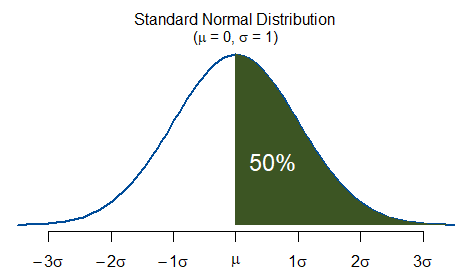 Standard Normal Distribution
(μ = 0, σ = 1)
50%
−3σ −2σ −1σ μ 1σ 2σ 3σ